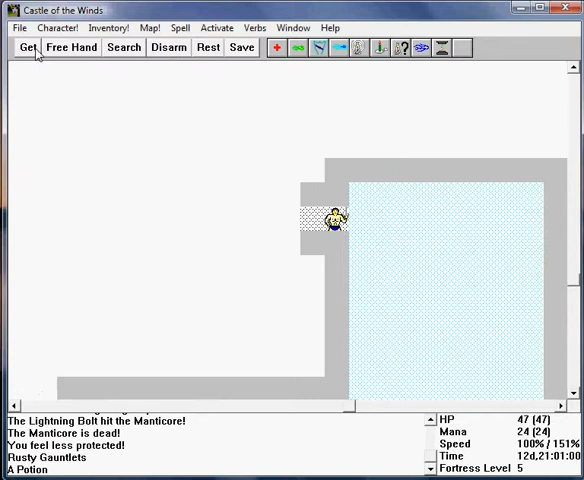 Castle of the Winds
File Character! Inventory! Map! Spell Activate Verbs Window Help
Get Free Hand Search Disarm Rest Save
The Lightning Bolt hit the Manticore!
The Manticore is dead!
You feel less protected!
Rusty Gauntlets
A Potion
HP 47 (47)
Mana 24 (24)
Speed 100% / 151%
Time 12d,21:01:00
Fortress Level 5